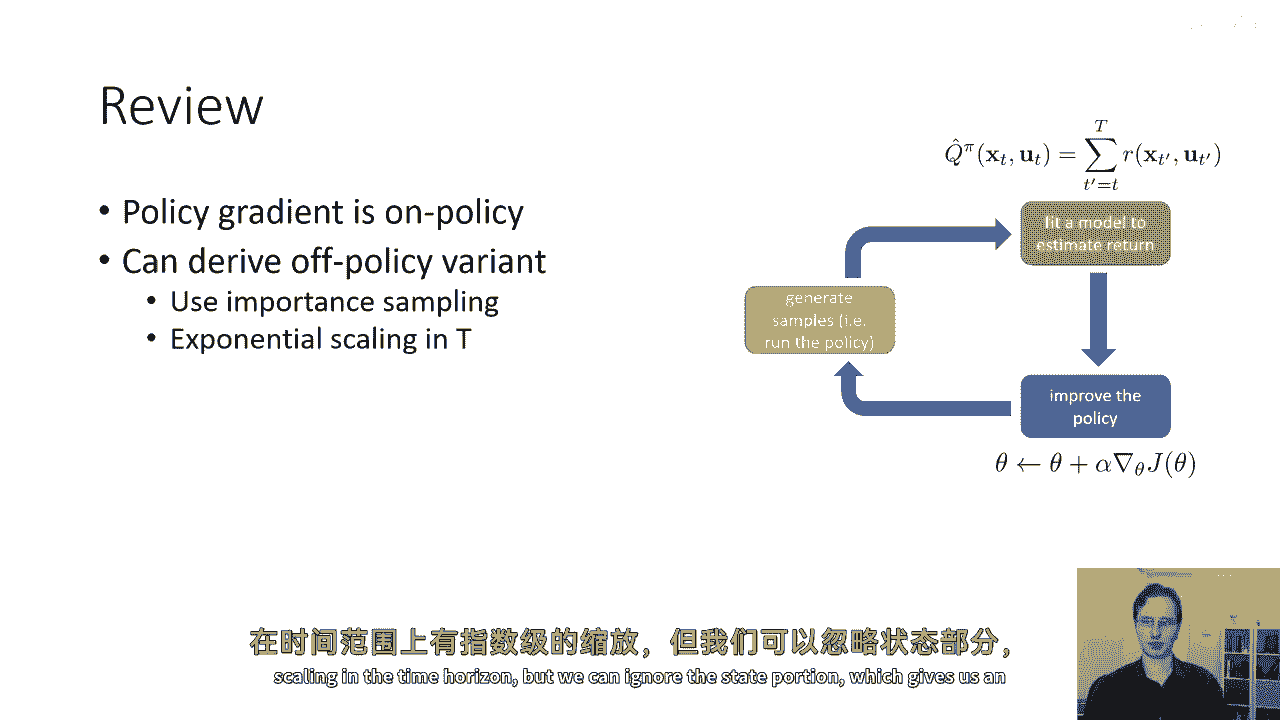 Review
• Policy gradient is on-policy
• Can derive off-policy variant
• Use importance sampling
• Exponential scaling in T
$\hat{Q}^{\pi}(\mathbf{x}_t, \mathbf{u}_t) = \sum_{t'=t}^{T} r(\mathbf{x}_{t'}, \mathbf{u}_{t'})$
fit a model to
estimate return
generate
samples (i.e.
run the policy)
improve the
policy
$\theta \leftarrow \theta + \alpha \nabla_{\theta} J(\theta)$
在时间范围上有指数级的缩放，但我们可以忽略状态部分，
scaling in the time horizon, but we can ignore the state portion, which gives us an